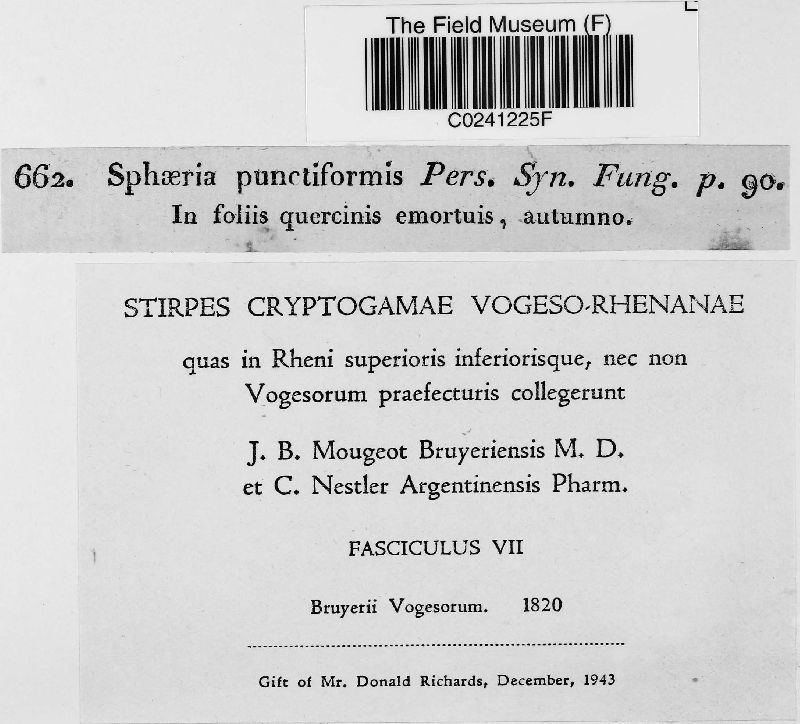 The Field Museum (F)
C0241225F
662. Sphæria punctiformis Pers. Syn. Fung. p. 90.
In foliis quercinis emortuis, autumno.
STIRPES CRYPTOGAMAE VOGESO-RHENANAE
quas in Rheni superioris inferiorisque, nec non
Vogesorum praefecturis collegerunt
J. B. Mougeot Bruyeriensis M. D.
et C. Nestler Argentinensis Pharm.
FASCICULUS VII
Bruyerii Vogesorum. 1820
Gift of Mr. Donald Richards, December, 1943